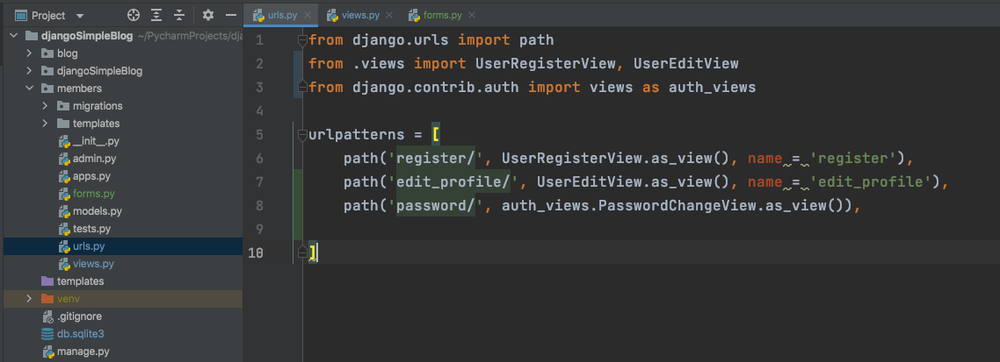 Project
djangoSimpleBlog ~/PycharmProjects/dja
blog
djangoSimpleBlog
members
migrations
templates
__init__.py
admin.py
apps.py
forms.py
models.py
tests.py
urls.py
views.py
templates
venv
.gitignore
db.sqlite3
manage.py
urls.py views.py forms.py
1 from django.urls import path
2 from .views import UserRegisterView, UserEditView
3 from django.contrib.auth import views as auth_views
4
5 urlpatterns = [
6 path('register/', UserRegisterView.as_view(), name = 'register'),
7 path('edit_profile/', UserEditView.as_view(), name = 'edit_profile'),
8 path('password/', auth_views.PasswordChangeView.as_view()),
9
10 ]